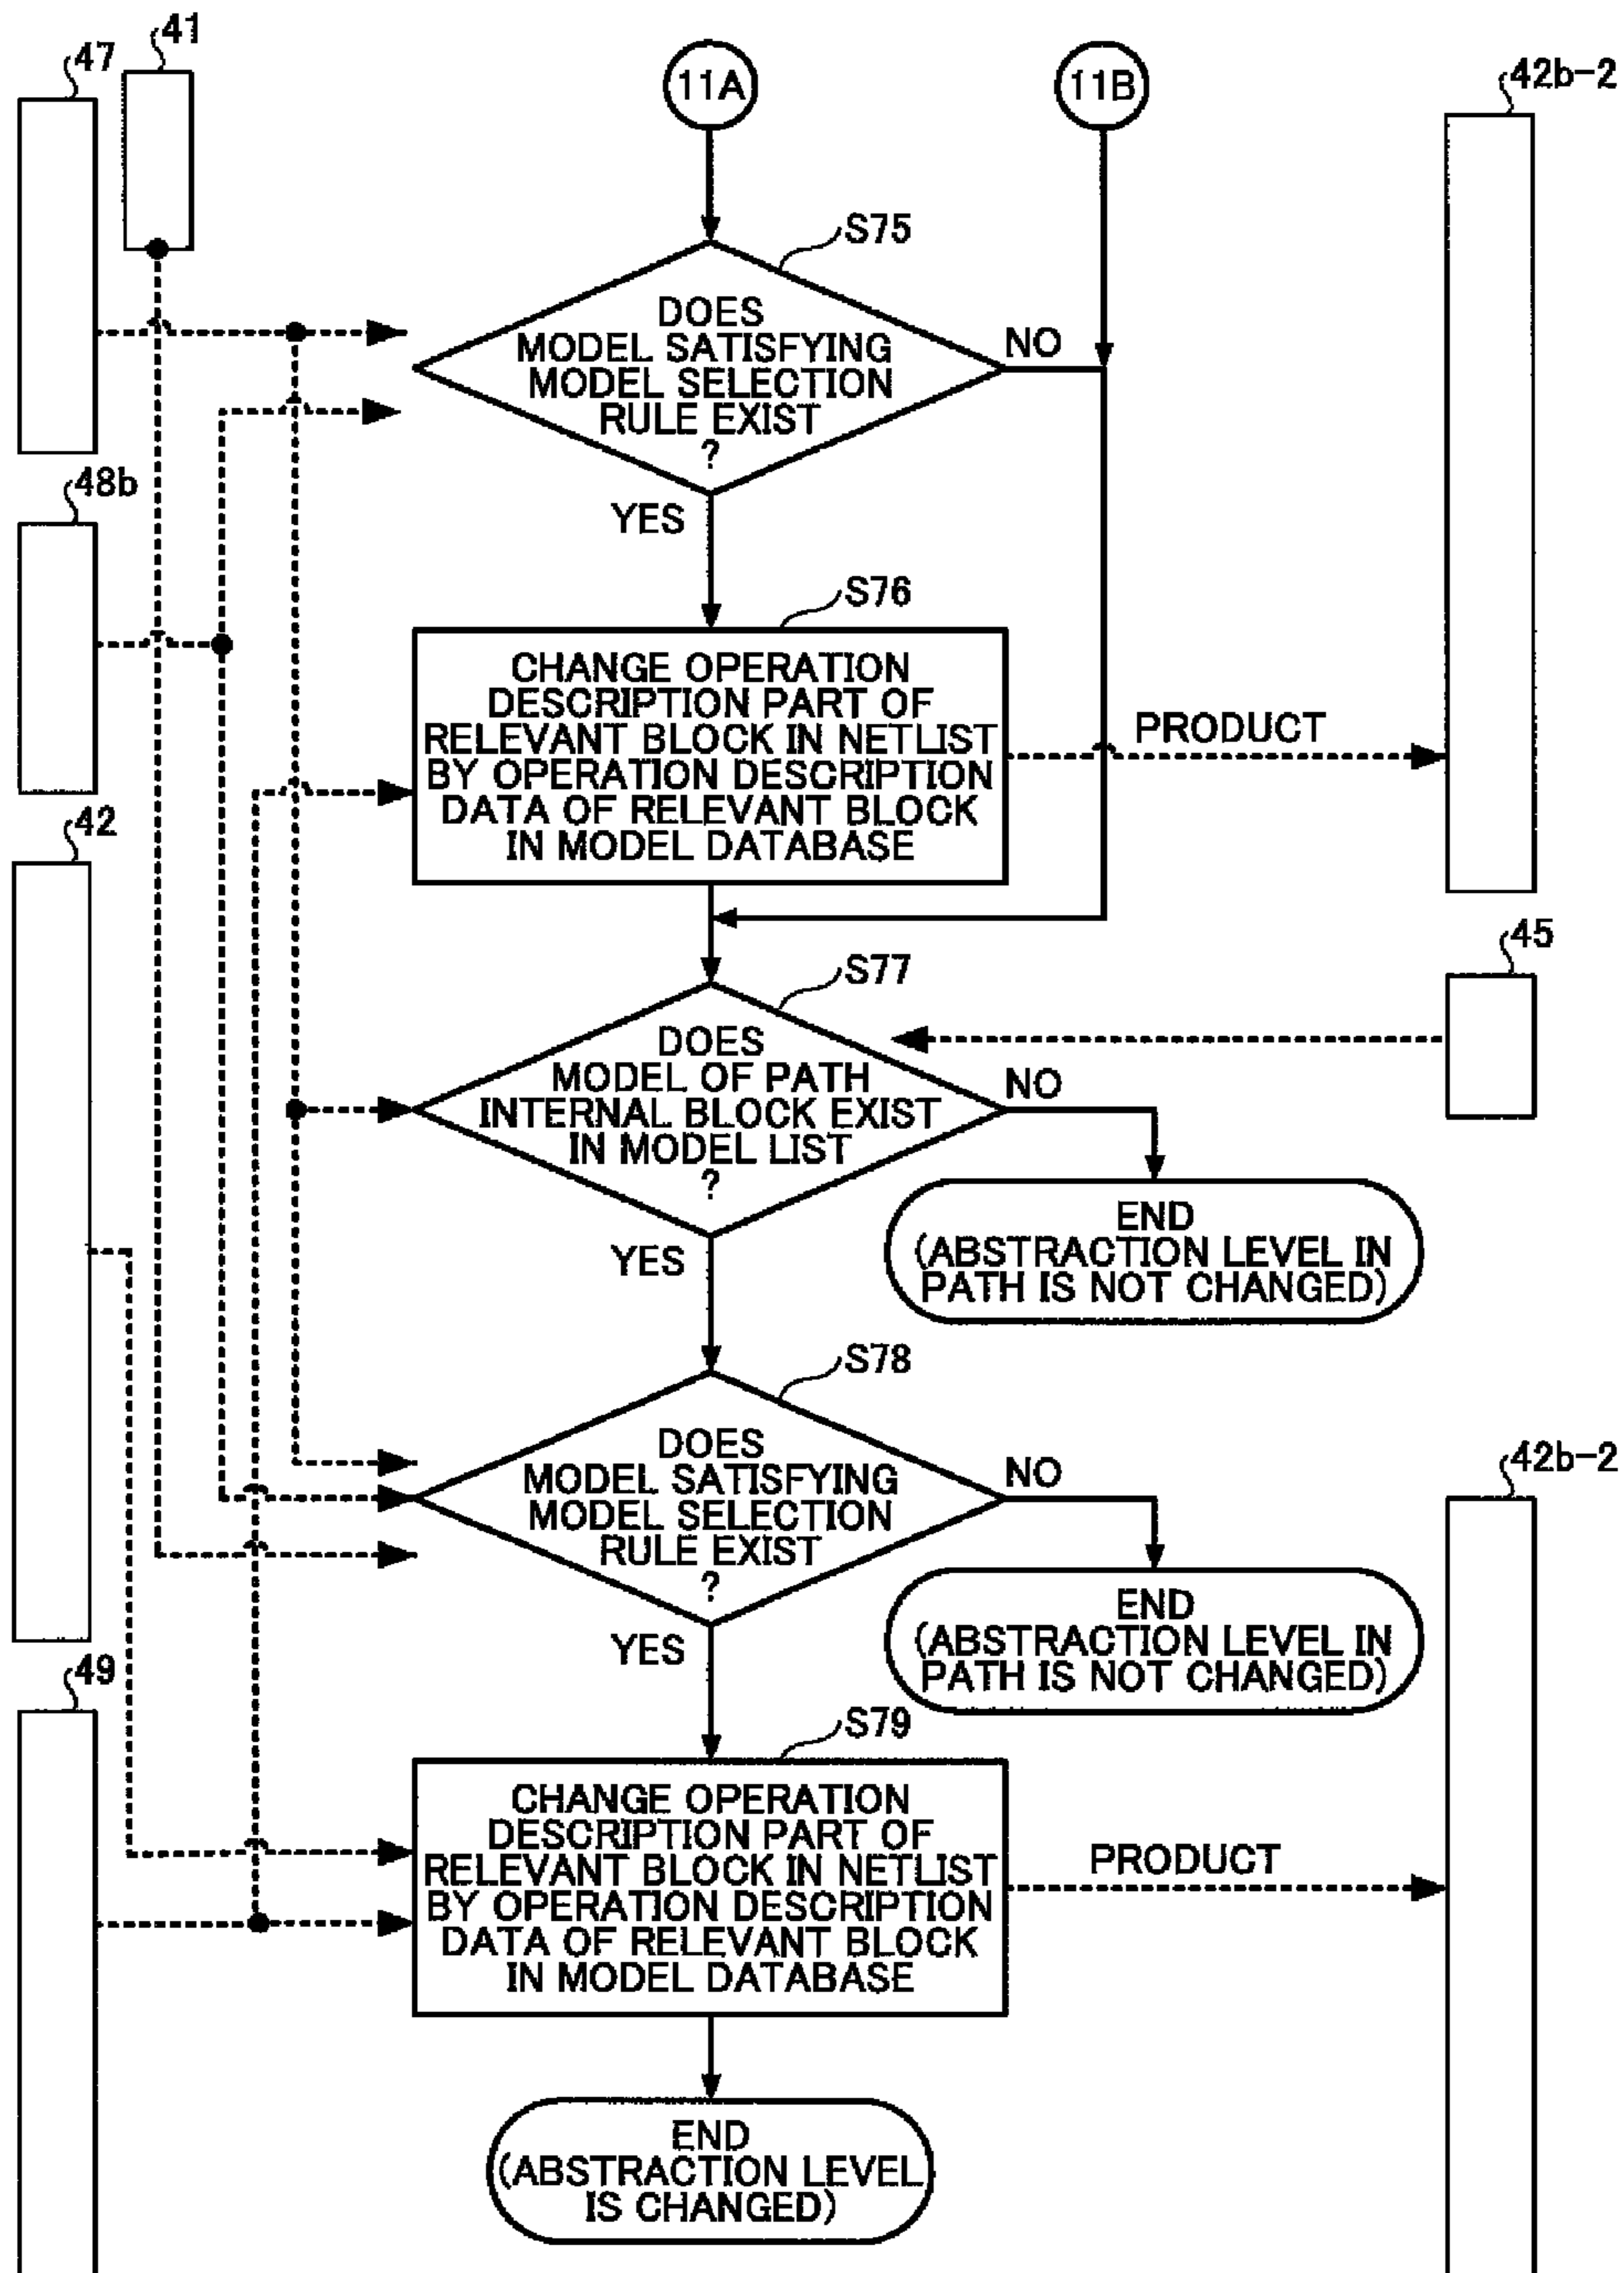 47
41
11A
11B
42b-2
S75
DOES
MODEL SATISFYING
MODEL SELECTION
RULE EXIST
?
NO
YES
48b
S76
CHANGE OPERATION
DESCRIPTION PART OF
RELEVANT BLOCK IN NETLIST
BY OPERATION DESCRIPTION
DATA OF RELEVANT BLOCK
IN MODEL DATABASE
PRODUCT
42
45
S77
DOES
MODEL OF PATH
INTERNAL BLOCK EXIST
IN MODEL LIST
?
NO
YES
END
(ABSTRACTION LEVEL IN
PATH IS NOT CHANGED)
S78
DOES
MODEL SATISFYING
MODEL SELECTION
RULE EXIST
?
NO
YES
42b-2
END
(ABSTRACTION LEVEL IN
PATH IS NOT CHANGED)
49
S79
CHANGE OPERATION
DESCRIPTION PART OF
RELEVANT BLOCK IN NETLIST
BY OPERATION DESCRIPTION
DATA OF RELEVANT BLOCK
IN MODEL DATABASE
PRODUCT
END
(ABSTRACTION LEVEL
IS CHANGED)